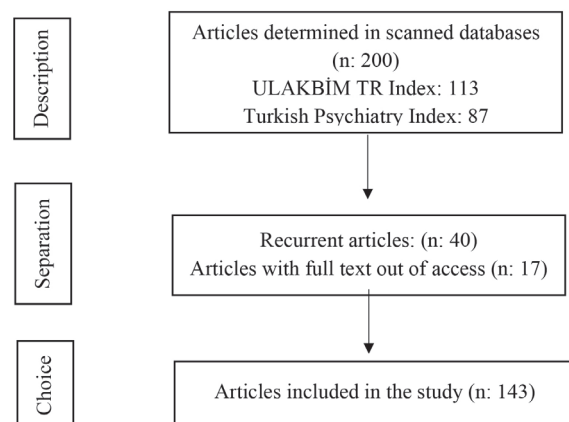 Description
Articles determined in scanned databases
(n: 200)
ULAKBİM TR Index: 113
Turkish Psychiatry Index: 87
Separation
Recurrent articles: (n: 40)
Articles with full text out of access (n: 17)
Choice
Articles included in the study (n: 143)